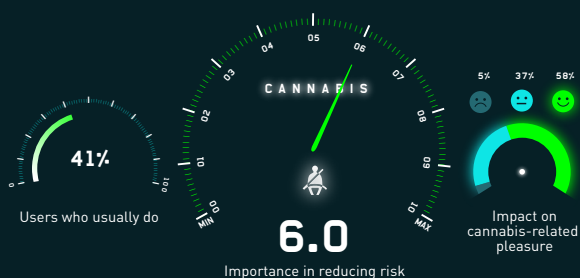 CANNABIS
MIN
00
01
02
03
04
05
06
07
08
09
10
MAX
6.0
Importance in reducing risk
0
41%
100
Users who usually do
5% 37% 58%
Impact on
cannabis-related
pleasure